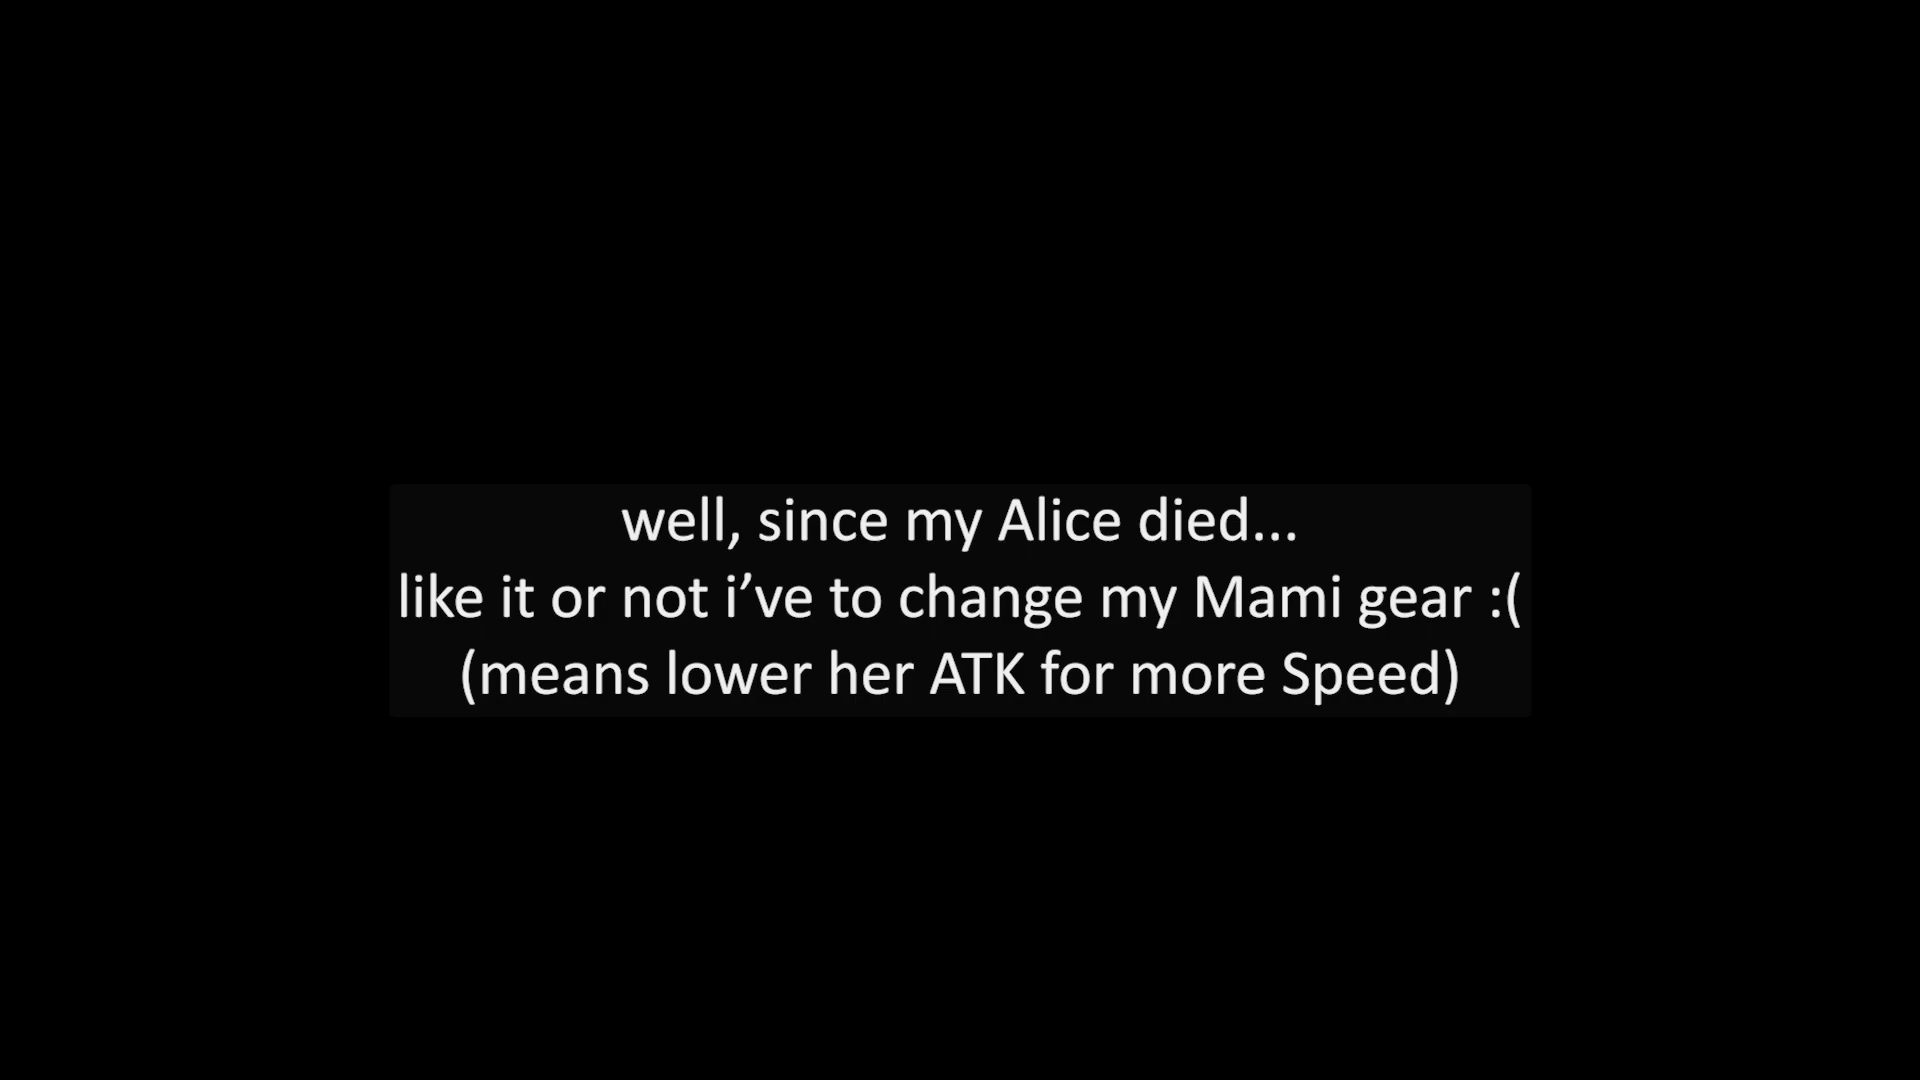 well, since my Alice died...
like it or not i’ve to change my Mami gear :(
(means lower her ATK for more Speed)